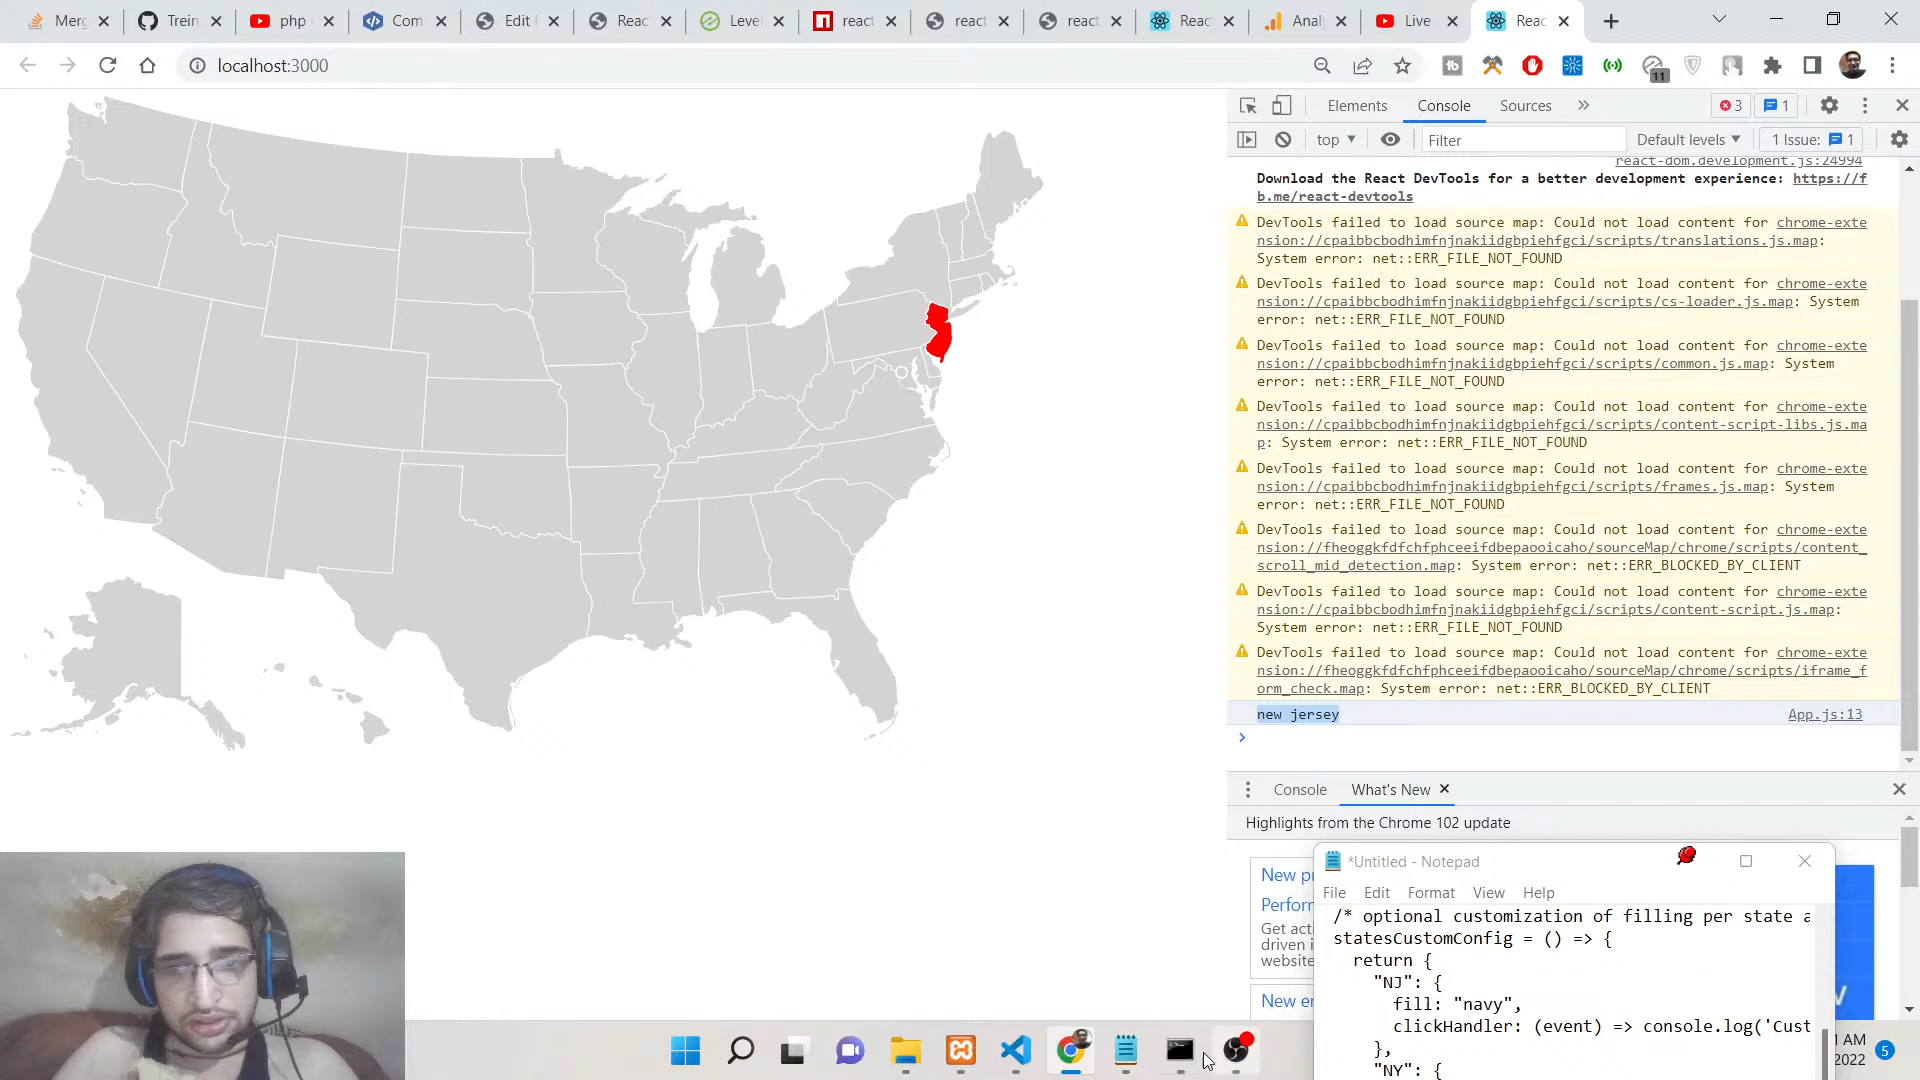 Merg
Trein
php
Com
Edit
Reac
Level
react
react
react
Reac
Analy
Live
Reac
localhost:3000
11
Elements
Console
Sources
3
1
top
Filter
Default levels
1 Issue:
1
react-dom.development.js:24994
Download the React DevTools for a better development experience: https://f
b.me/react-devtools
DevTools failed to load source map: Could not load content for chrome-exte
nsion://cpaibbcbodhimfnjnakiidgbpiehfgci/scripts/translations.js.map:
System error: net::ERR_FILE_NOT_FOUND
DevTools failed to load source map: Could not load content for chrome-exte
nsion://cpaibbcbodhimfnjnakiidgbpiehfgci/scripts/cs-loader.js.map: System
error: net::ERR_FILE_NOT_FOUND
DevTools failed to load source map: Could not load content for chrome-exte
nsion://cpaibbcbodhimfnjnakiidgbpiehfgci/scripts/common.js.map: System
error: net::ERR_FILE_NOT_FOUND
DevTools failed to load source map: Could not load content for chrome-exte
nsion://cpaibbcbodhimfnjnakiidgbpiehfgci/scripts/content-script-libs.js.ma
p: System error: net::ERR_FILE_NOT_FOUND
DevTools failed to load source map: Could not load content for chrome-exte
nsion://cpaibbcbodhimfnjnakiidgbpiehfgci/scripts/frames.js.map: System
error: net::ERR_FILE_NOT_FOUND
DevTools failed to load source map: Could not load content for chrome-exte
nsion://fheoggkfdfchfphceeifdbepaooicaho/sourceMap/chrome/scripts/content_
scroll_mid_detection.map: System error: net::ERR_BLOCKED_BY_CLIENT
DevTools failed to load source map: Could not load content for chrome-exte
nsion://cpaibbcbodhimfnjnakiidgbpiehfgci/scripts/content-script.js.map:
System error: net::ERR_FILE_NOT_FOUND
DevTools failed to load source map: Could not load content for chrome-exte
nsion://fheoggkfdfchfphceeifdbepaooicaho/sourceMap/chrome/scripts/iframe_f
orm_check.map: System error: net::ERR_BLOCKED_BY_CLIENT
new jersey
App.js:13
Console
What's New
Highlights from the Chrome 102 update
New pr
Perform
Get acti
driven i
website
New em
*Untitled - Notepad
File
Edit
Format
View
Help
/* optional customization of filling per state a
statesCustomConfig = () => {
return {
"NJ": {
fill: "navy",
clickHandler: (event) => console.log('Cust
},
"NY": {
1 AM
2022
5